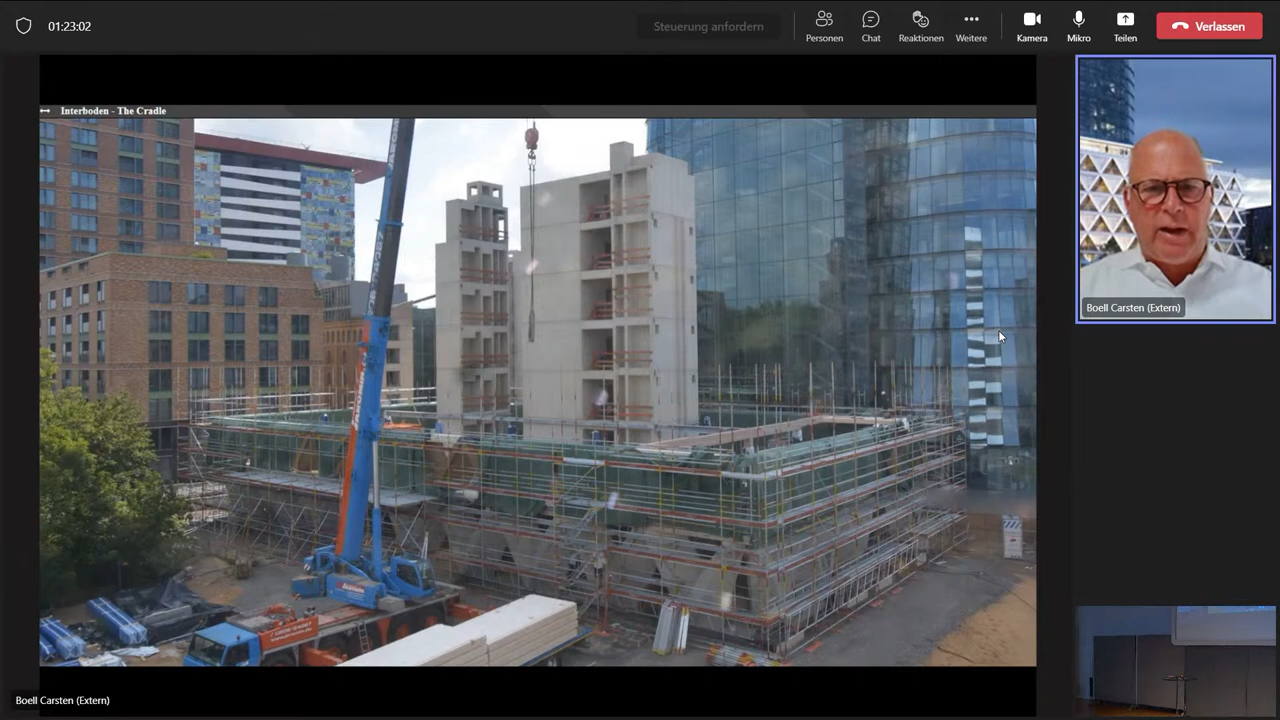 01:23:02
Steuerung anfordern
Personen
Chat
Reaktionen
Weitere
Kamera
Mikro
Teilen
Verlassen
Interboden - The Cradle
Boell Carsten (Extern)
Boell Carsten (Extern)